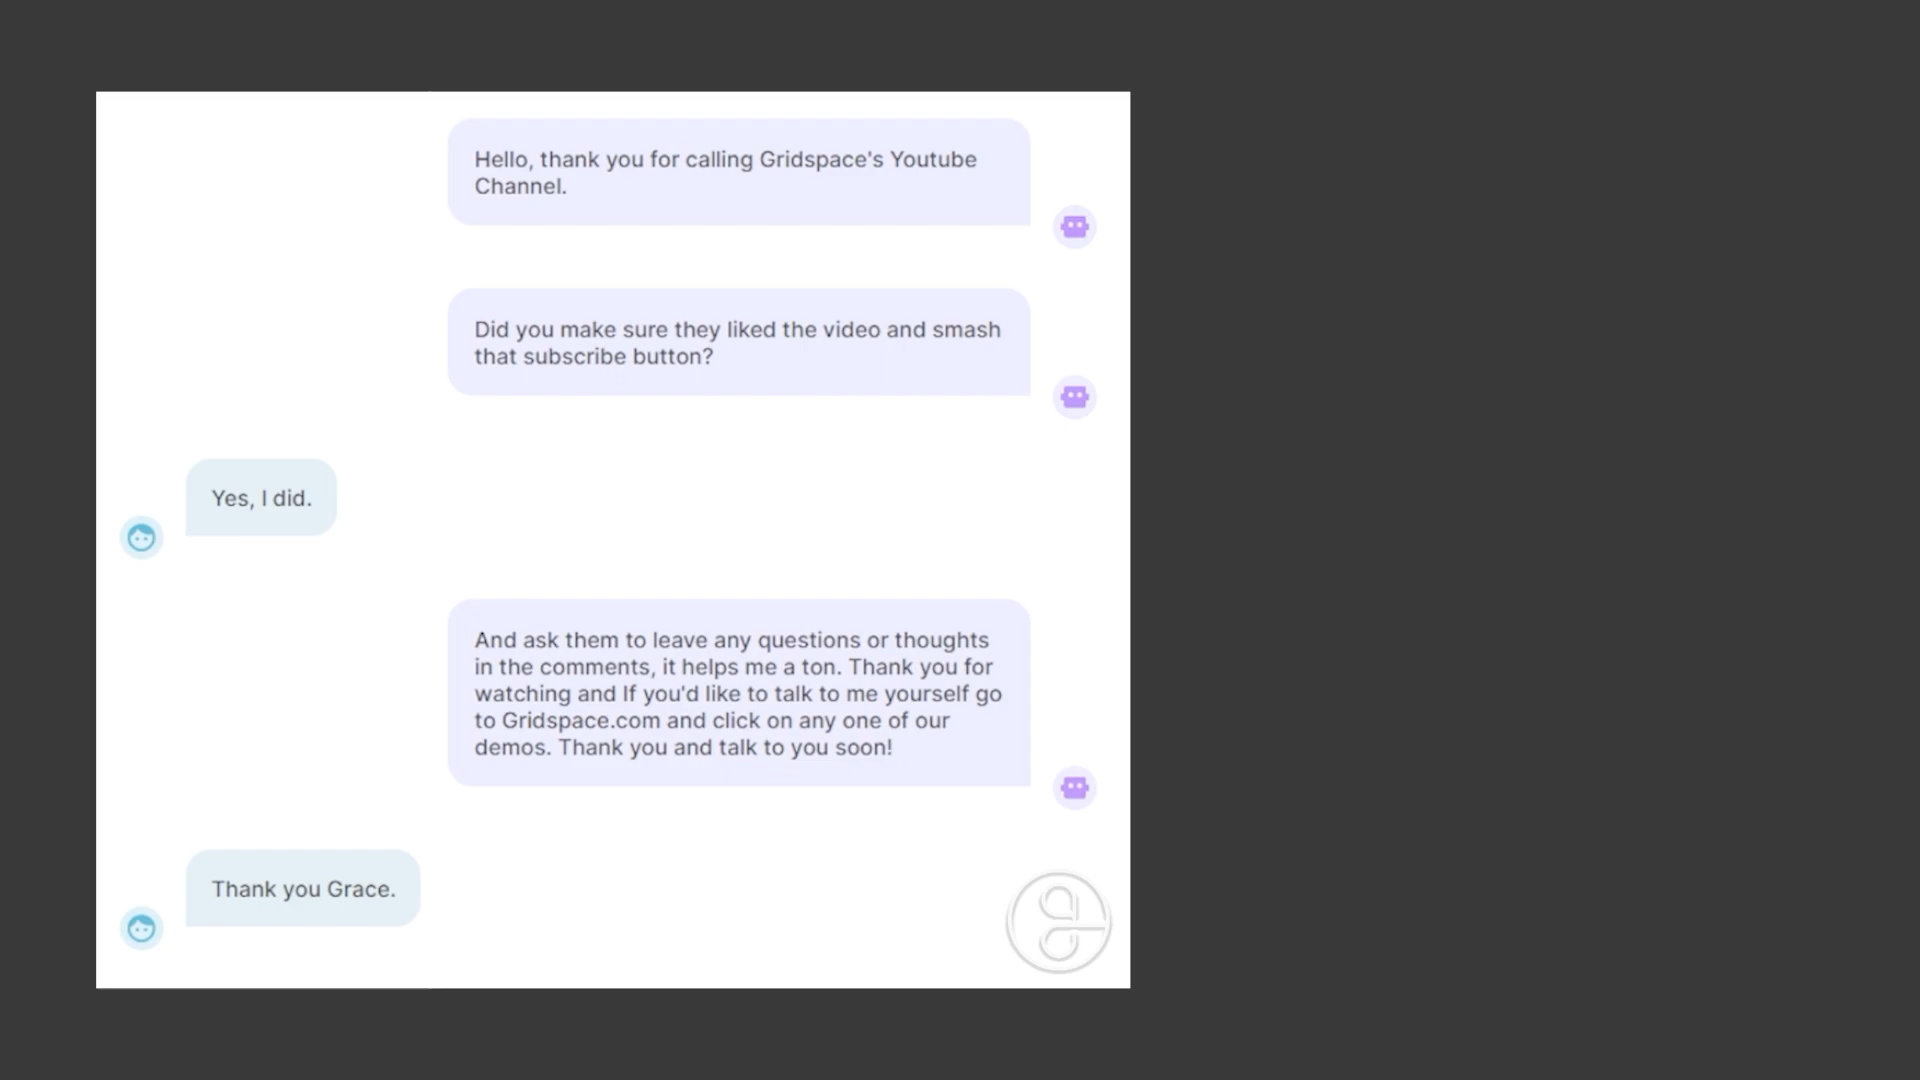 Hello, thank you for calling Gridspace's Youtube
Channel.
Did you make sure they liked the video and smash
that subscribe button?
Yes, I did.
And ask them to leave any questions or thoughts
in the comments, it helps me a ton. Thank you for
watching and If you'd like to talk to me yourself go
to Gridspace.com and click on any one of our
demos. Thank you and talk to you soon!
Thank you Grace.